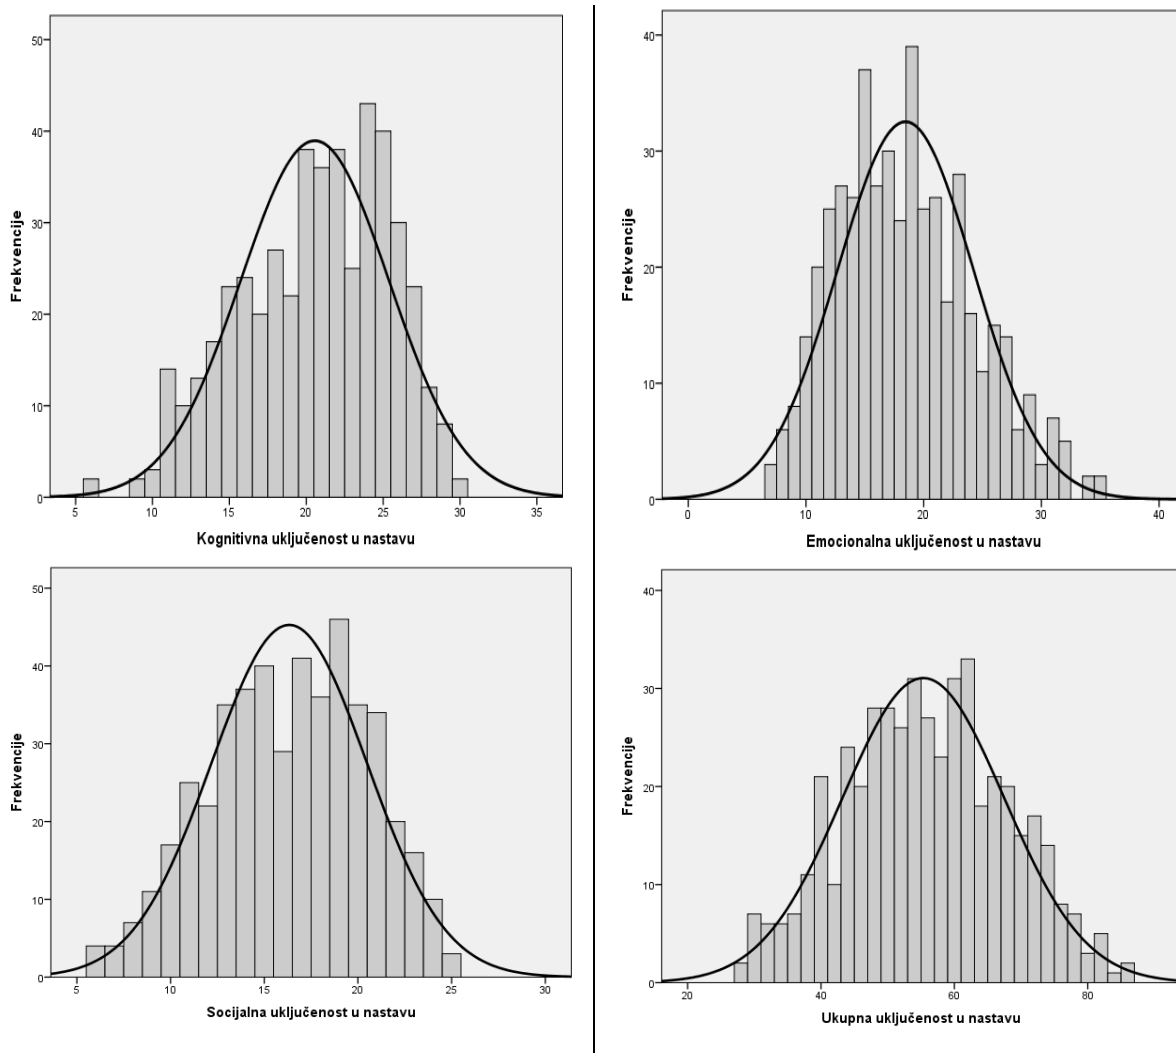 50
40
30
20
10
0
Frekvencije
5 10 15 20 25 30 35
Kognitivna uključenost u nastavu
40
30
20
10
0
Frekvencije
0 10 20 30 40
Emocionalna uključenost u nastavu
50
40
30
20
10
0
Frekvencije
5 10 15 20 25 30
Socijalna uključenost u nastavu
40
30
20
10
0
Frekvencije
20 40 60 80
Ukupna uključenost u nastavu